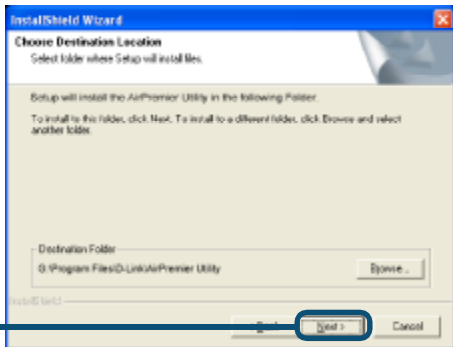 InstallShield Wizard
Choose Destination Location
Select folder where Setup will install files.
Setup will install the AirPremier Utility in the following Folder.
To install to this folder, click Next. To install to a different folder, click Browse and select
another folder.
Destination Folder
G:\Program Files\D-Link\AirPremier Utility
Browse...
InstallShield
Next >
Cancel